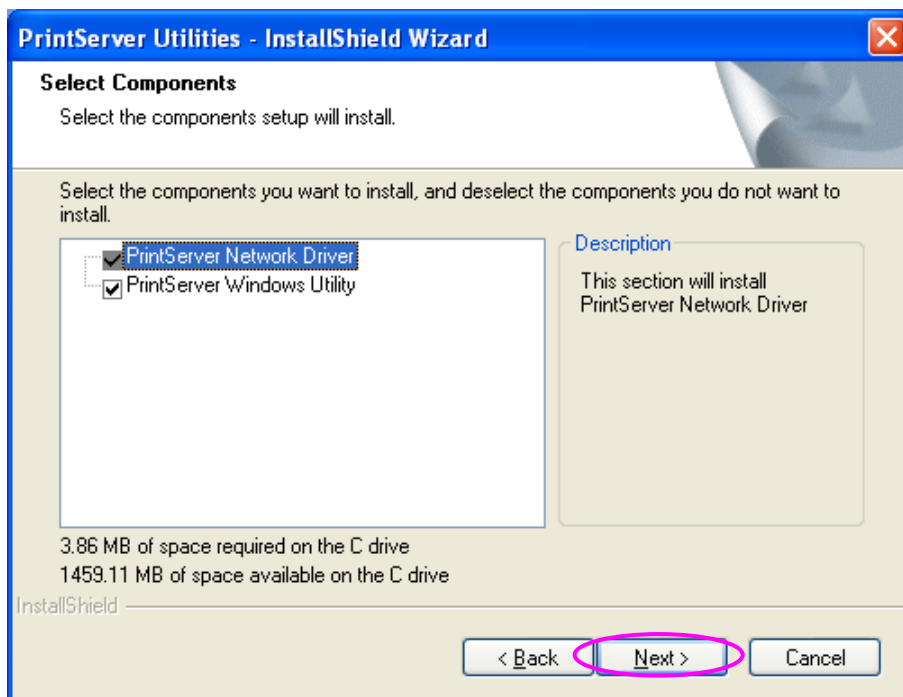 PrintServer Utilities - InstallShield Wizard
Select Components
Select the components setup will install.
Select the components you want to install, and deselect the components you do not want to
install.
PrintServer Network Driver
PrintServer Windows Utility
Description
This section will install
PrintServer Network Driver
3.86 MB of space required on the C drive
1459.11 MB of space available on the C drive
InstallShield
< Back
Next >
Cancel